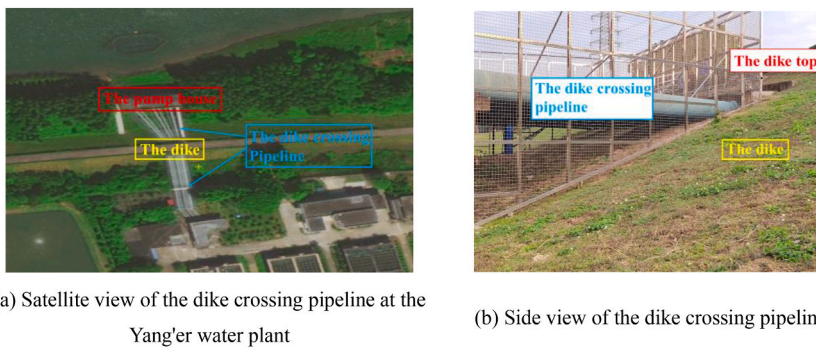 The pump house
The dike
The dike crossing
Pipeline
The dike top
The dike crossing
pipeline
The dike
a) Satellite view of the dike crossing pipeline at the
Yang'er water plant
(b) Side view of the dike crossing pipelin